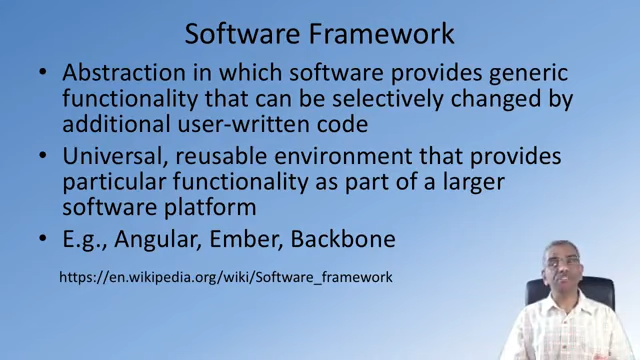 Software Framework
• Abstraction in which software provides generic
functionality that can be selectively changed by
additional user-written code
• Universal, reusable environment that provides
particular functionality as part of a larger
software platform
• E.g., Angular, Ember, Backbone
https://en.wikipedia.org/wiki/Software_framework